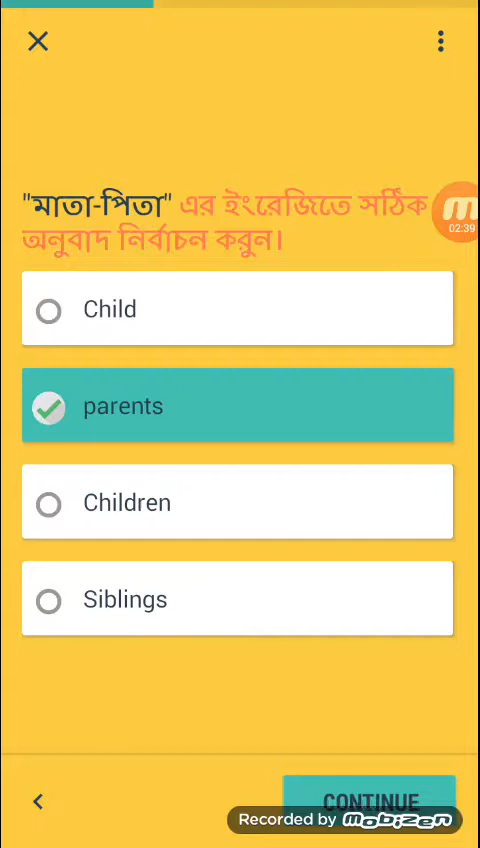 "মাতা-পিতা" এর ইংরেজিতে সঠিক
অনুবাদ নির্বাচন করুন।
02:39
Child
parents
Children
Siblings
CONTINUE
Recorded by mobizen